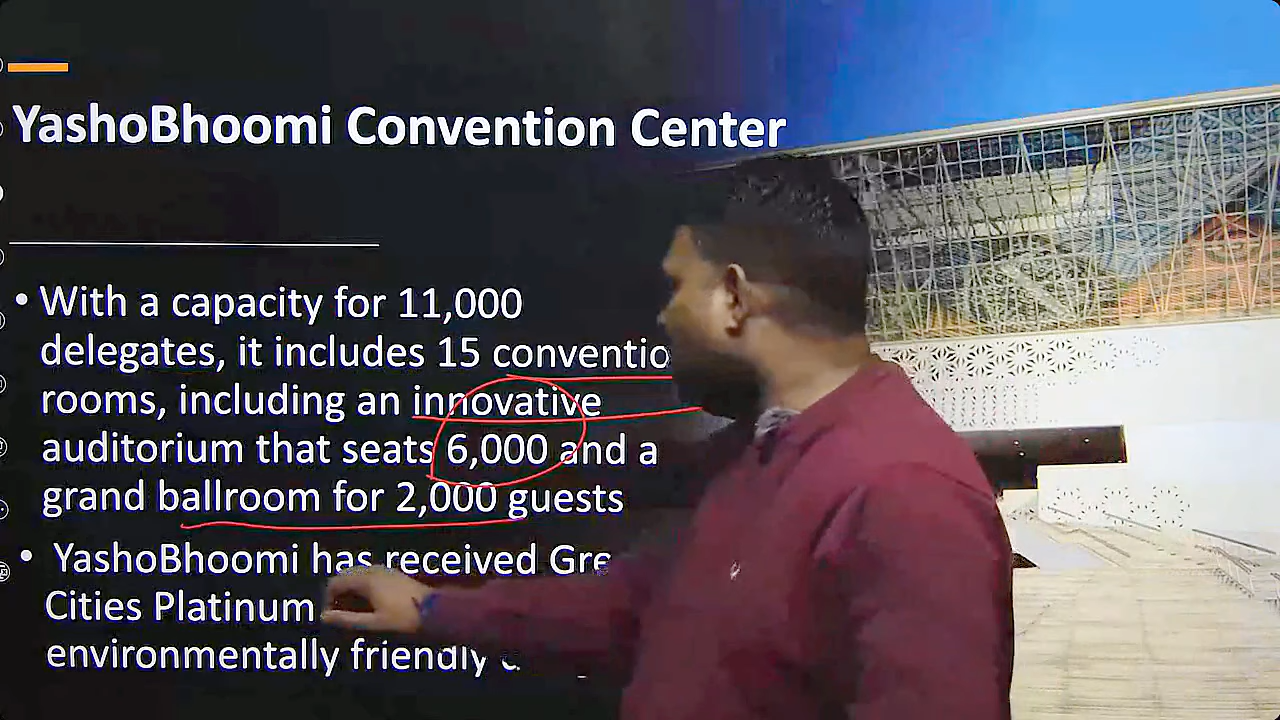 YashoBhoomi Convention Center
• With a capacity for 11,000
delegates, it includes 15 conventio
rooms, including an innovative
auditorium that seats 6,000 and a
grand ballroom for 2,000 guests
• YashoBhoomi has received Gre
Cities Platinum
environmentally friendly